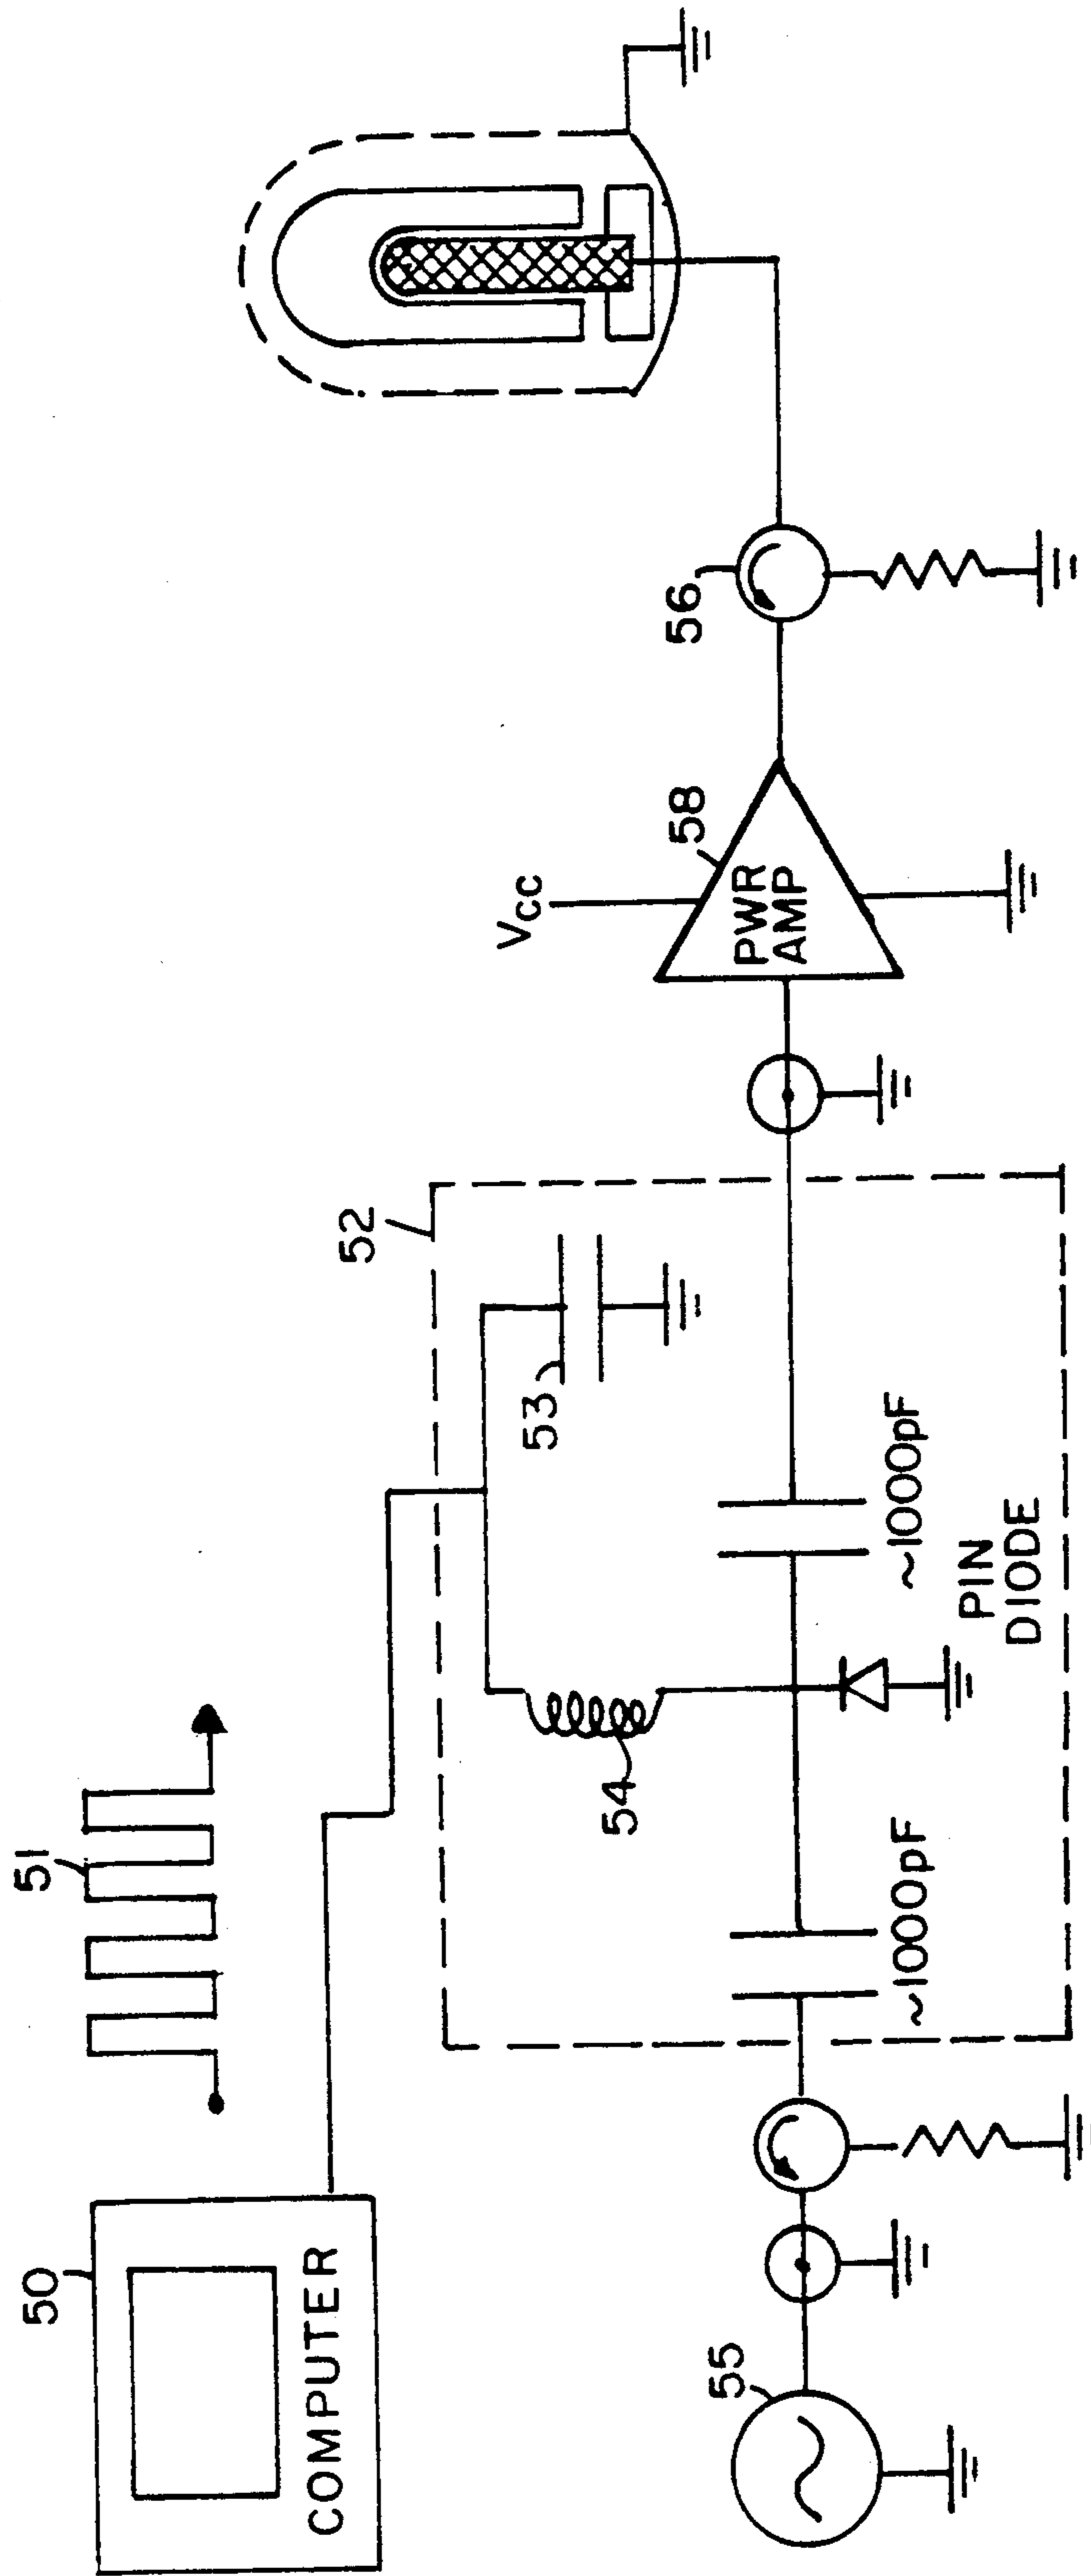 50
COMPUTER
51
52
53
54
~1000pF
~1000pF
PIN
DIODE
55
Vcc
58
PWR
AMP
56